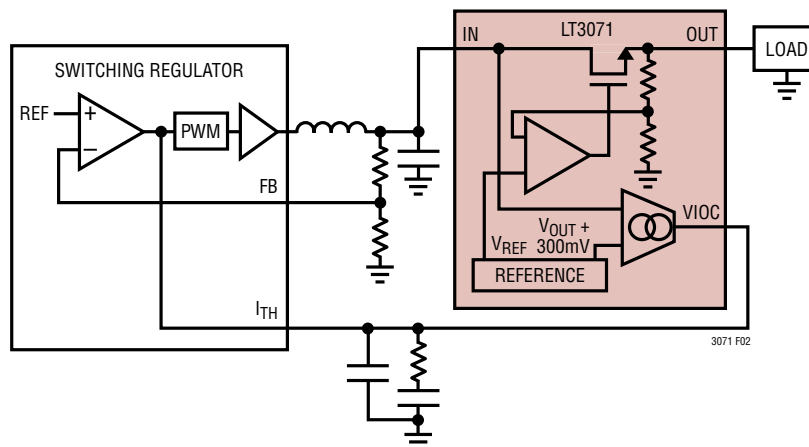 SWITCHING REGULATOR
REF
+
−
PWM
FB
I_TH
IN
LT3071
OUT
LOAD
V_REF
V_OUT +
300mV
REFERENCE
VIOC
3071 F02